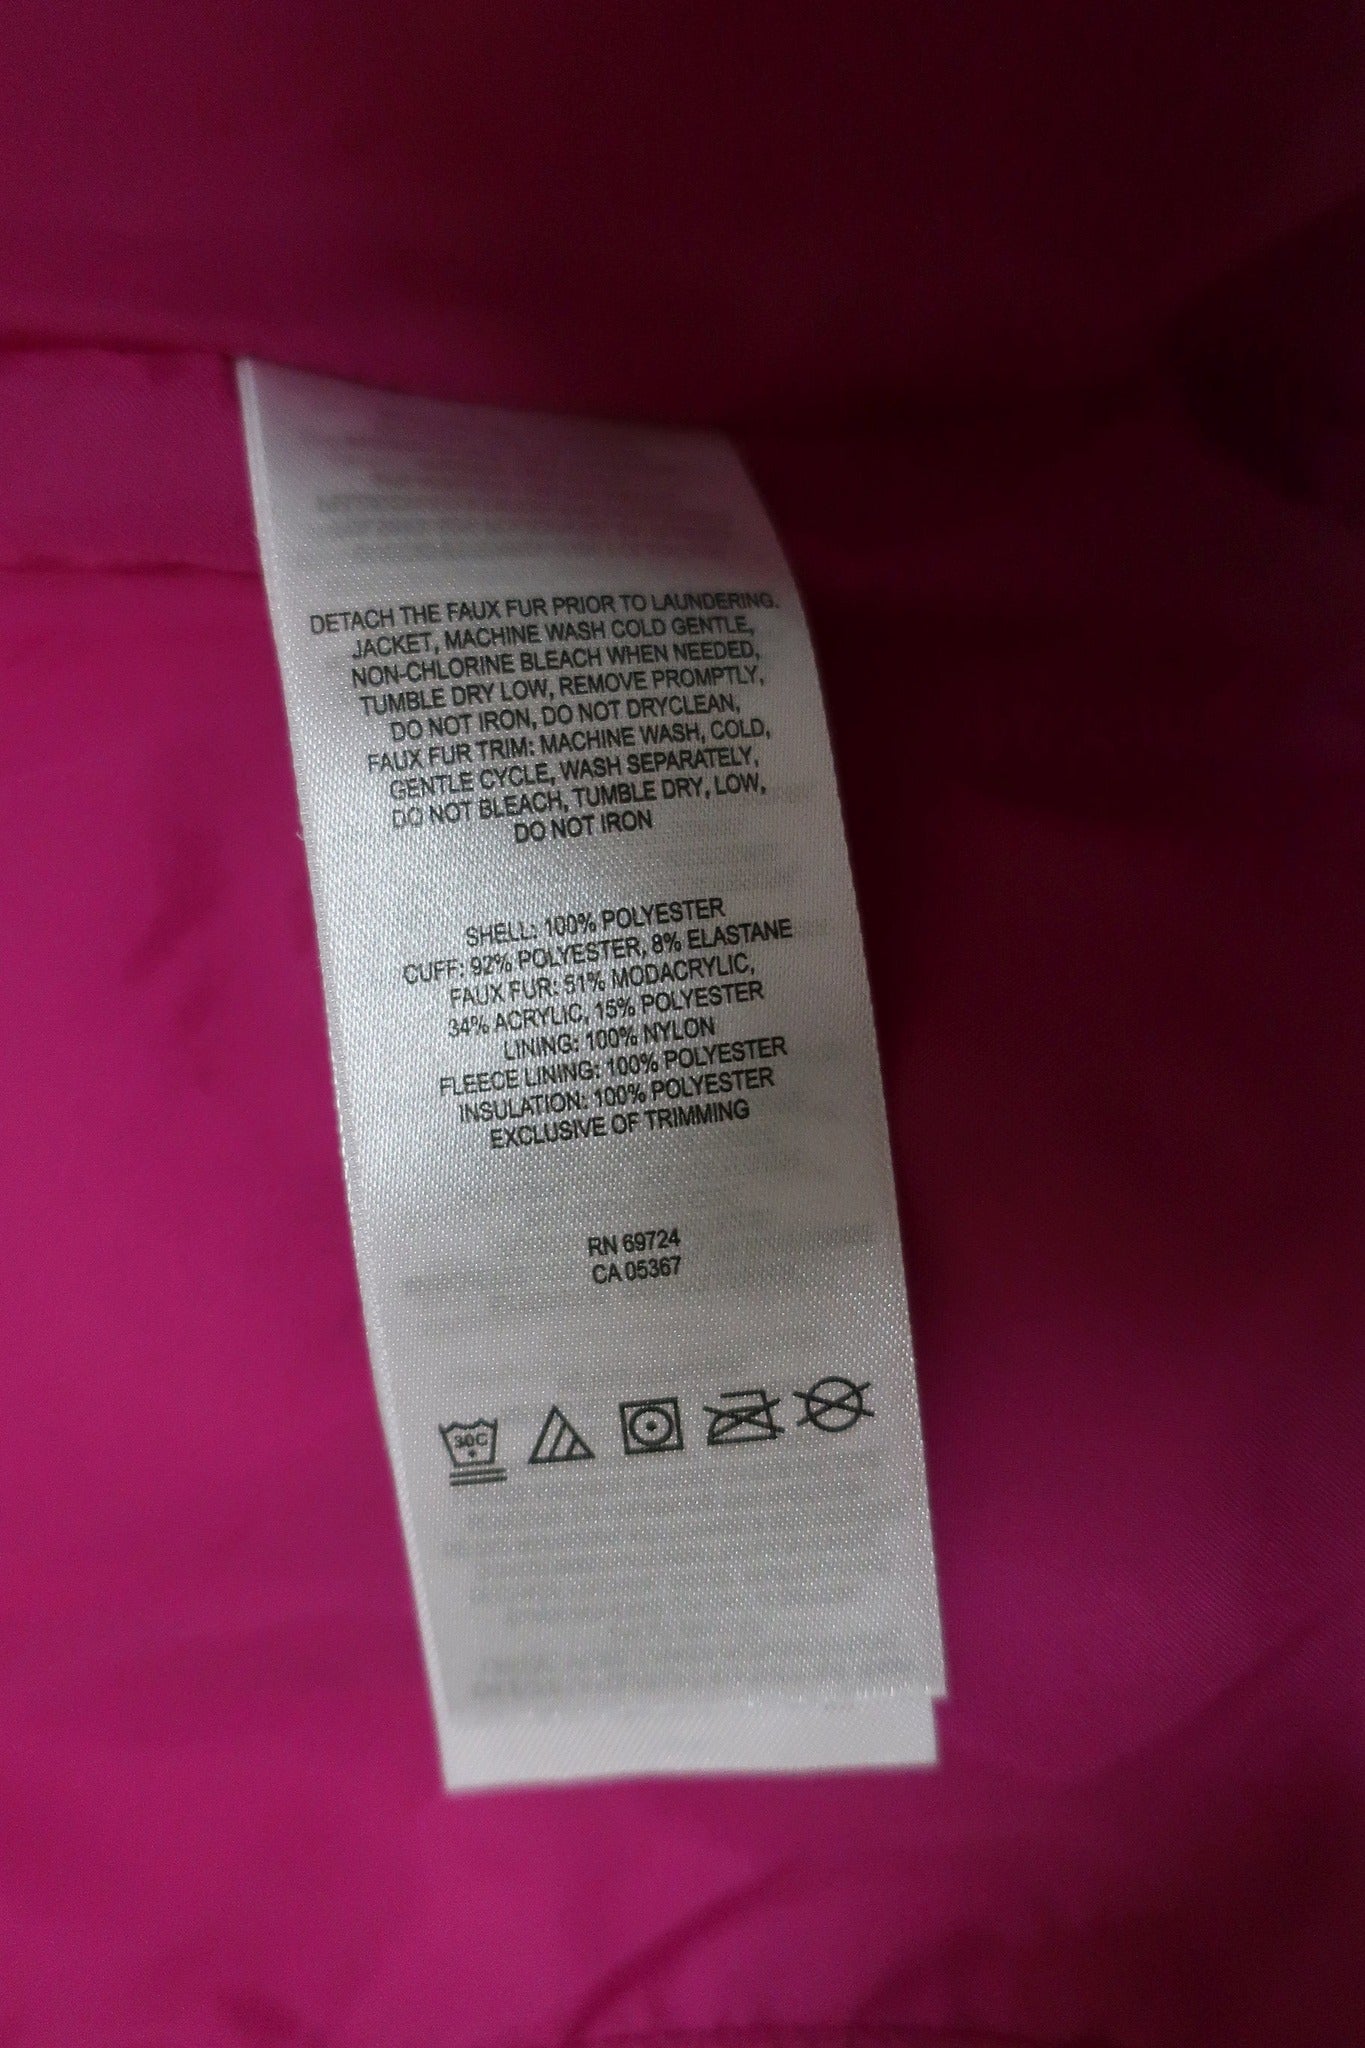 DETACH THE FAUX FUR PRIOR TO LAUNDERING.
JACKET, MACHINE WASH COLD GENTLE,
NON-CHLORINE BLEACH WHEN NEEDED,
TUMBLE DRY LOW, REMOVE PROMPTLY,
DO NOT IRON, DO NOT DRYCLEAN,
FAUX FUR TRIM: MACHINE WASH, COLD,
GENTLE CYCLE, WASH SEPARATELY,
DO NOT BLEACH, TUMBLE DRY, LOW,
DO NOT IRON
SHELL: 100% POLYESTER
CUFF: 92% POLYESTER, 8% ELASTANE
FAUX FUR: 51% MODACRYLIC,
34% ACRYLIC, 15% POLYESTER
LINING: 100% NYLON
FLEECE LINING: 100% POLYESTER
INSULATION: 100% POLYESTER
EXCLUSIVE OF TRIMMING
RN 69724
CA 05367
30C